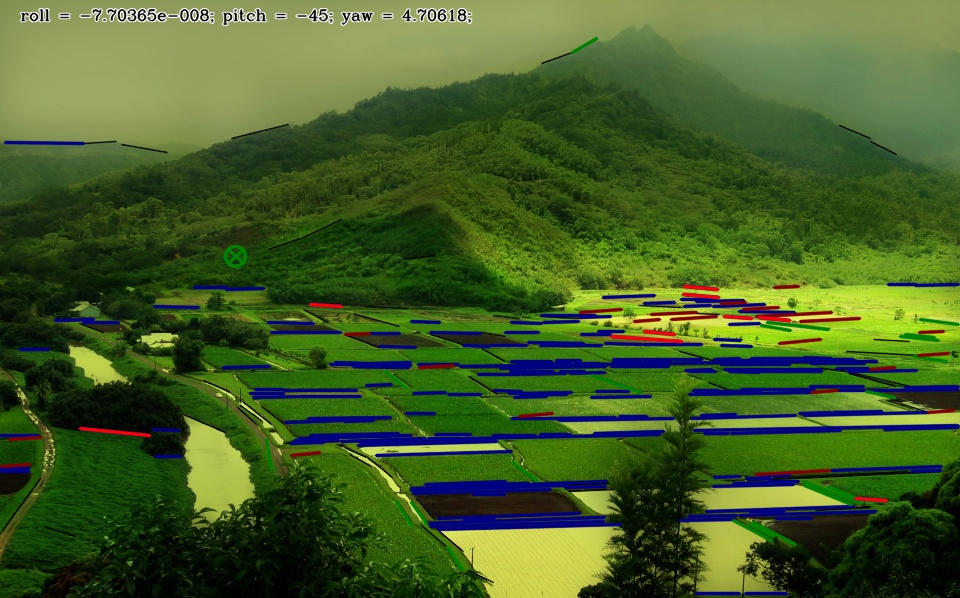 roll = -7.70365e-008; pitch = -45; yaw = 4.70618;